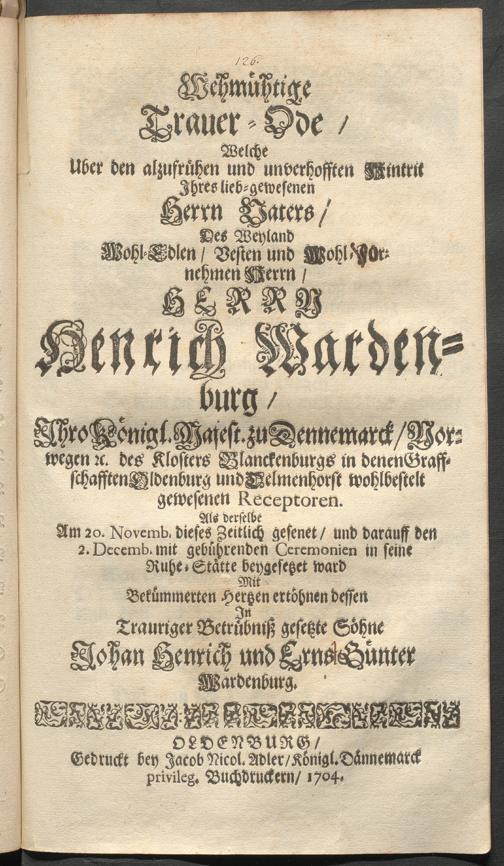 126.
Wehmühtige
Trauer-Ode /
Welche
Uber den alzufrühen und unverhofften Hintrit
Ihres lieb-gewesenen
Herrn Vaters /
Des Weyland
Wohl-Edlen / Vesten und Wohl-Vor-
nehmen Herrn /
HERRN
Henrich Warden-
burg /
Ihro Königl. Majest. zu Dennemarck / Nor-
wegen ꝛc. des Klosters Blanckenburgs in denen Graff-
schafften Oldenburg und Delmenhorst wohlbestelt
gewesenen Receptoren.
Als derselbe
Am 20. Novemb. dieses Zeitlich gesenet / und darauff den
2. Decemb. mit gebührenden Ceremonien in seine
Ruhe-Stätte beygesetzet ward
Mit
Bekümmerten Hertzen ertöhnen dessen
In
Trauriger Betrübniß gesetzte Söhne
Johan Henrich und Ernst Günter
Wardenburg.
OLDENBURG /
Gedruckt bey Jacob Nicol. Adler / Königl. Dännemarck
privileg. Buchdruckern / 1704.